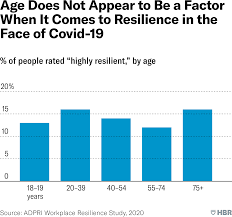 Age Does Not Appear to Be a Factor
When It Comes to Resilience in the
Face of Covid-19
% of people rated “highly resilient,” by age
20%
15
10
5
0
18-19
years
20-39
40-54
55-74
75+
Source: ADPRI Workplace Resilience Study, 2020
HBR